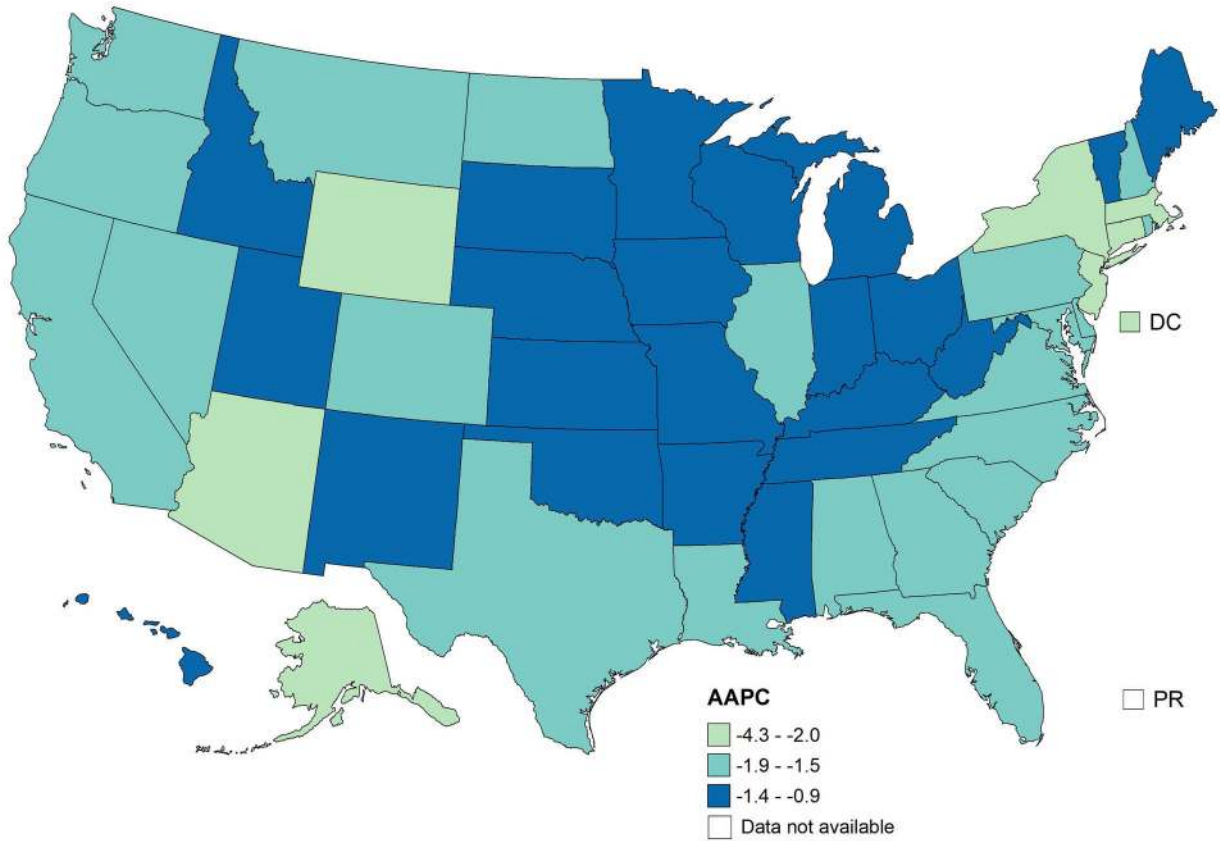 DC
PR
AAPC
-4.3 - -2.0
-1.9 - -1.5
-1.4 - -0.9
Data not available